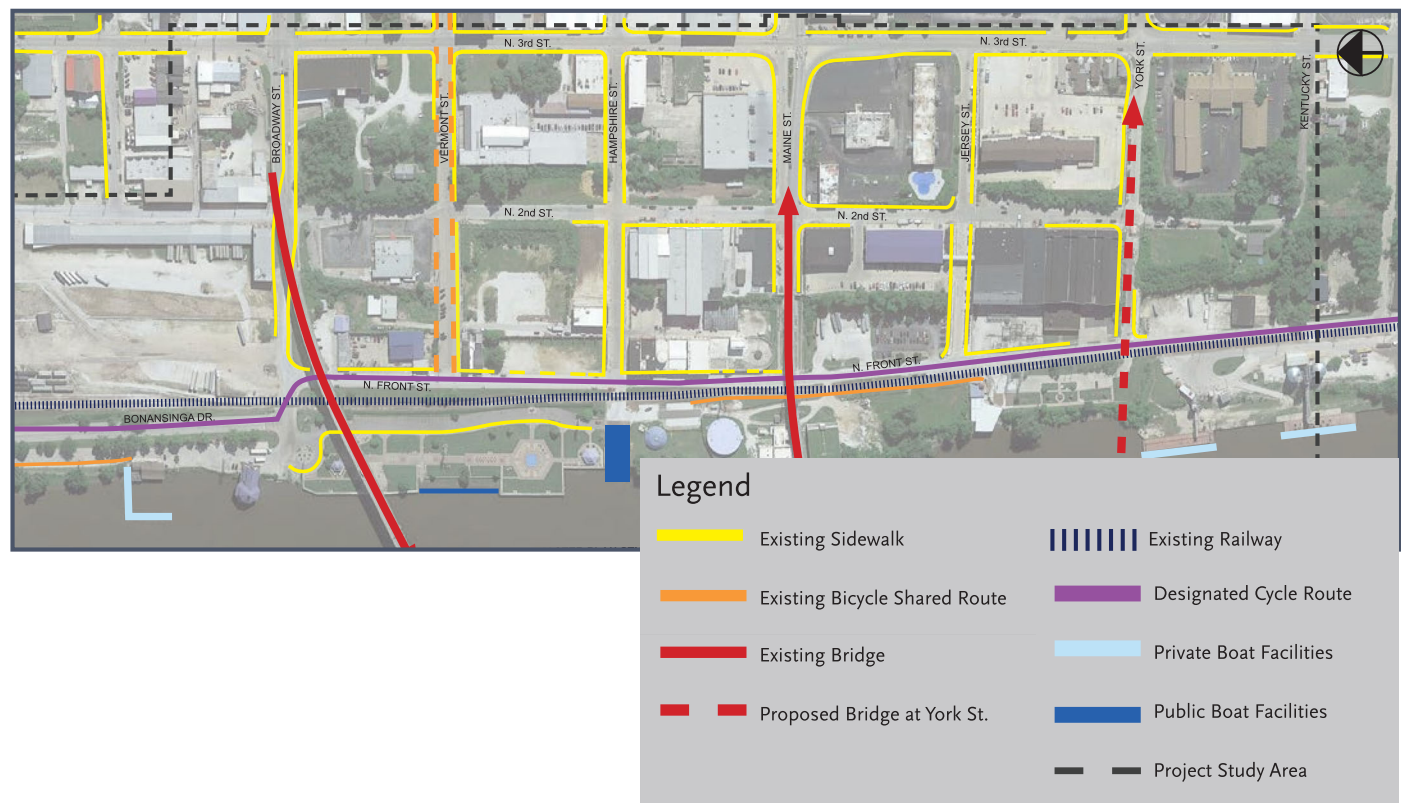 N. 3rd ST.
N. 3rd ST.
BROADWAY ST.
VERMONT ST.
HAMPSHIRE ST.
MAINE ST.
JERSEY ST.
YORK ST.
KENTUCKY ST.
N. 2nd ST.
N. 2nd ST.
N. FRONT ST.
N. FRONT ST.
BONANSINGA DR.
Legend
Existing Sidewalk
Existing Bicycle Shared Route
Existing Bridge
Proposed Bridge at York St.
Existing Railway
Designated Cycle Route
Private Boat Facilities
Public Boat Facilities
Project Study Area